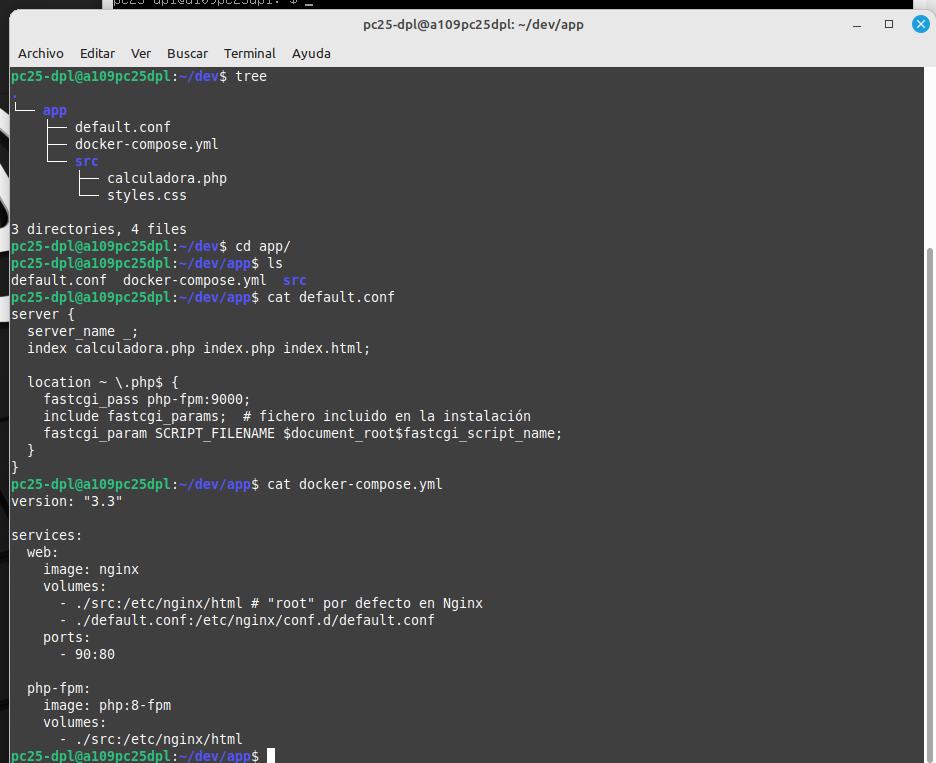 pc25-dpl@a109pc25dpl: ~/dev/app
Archivo Editar Ver Buscar Terminal Ayuda
pc25-dpl@a109pc25dpl:~/dev$ tree
.
└── app
    ├── default.conf
    ├── docker-compose.yml
    └── src
        ├── calculadora.php
        └── styles.css

3 directories, 4 files
pc25-dpl@a109pc25dpl:~/dev$ cd app/
pc25-dpl@a109pc25dpl:~/dev/app$ ls
default.conf  docker-compose.yml  src
pc25-dpl@a109pc25dpl:~/dev/app$ cat default.conf
server {
  server_name _;
  index calculadora.php index.php index.html;

  location ~ \.php$ {
    fastcgi_pass php-fpm:9000;
    include fastcgi_params;  # fichero incluido en la instalación
    fastcgi_param SCRIPT_FILENAME $document_root$fastcgi_script_name;
  }
}
pc25-dpl@a109pc25dpl:~/dev/app$ cat docker-compose.yml
version: "3.3"

services:
  web:
    image: nginx
    volumes:
      - ./src:/etc/nginx/html # "root" por defecto en Nginx
      - ./default.conf:/etc/nginx/conf.d/default.conf
    ports:
      - 90:80

  php-fpm:
    image: php:8-fpm
    volumes:
      - ./src:/etc/nginx/html
pc25-dpl@a109pc25dpl:~/dev/app$